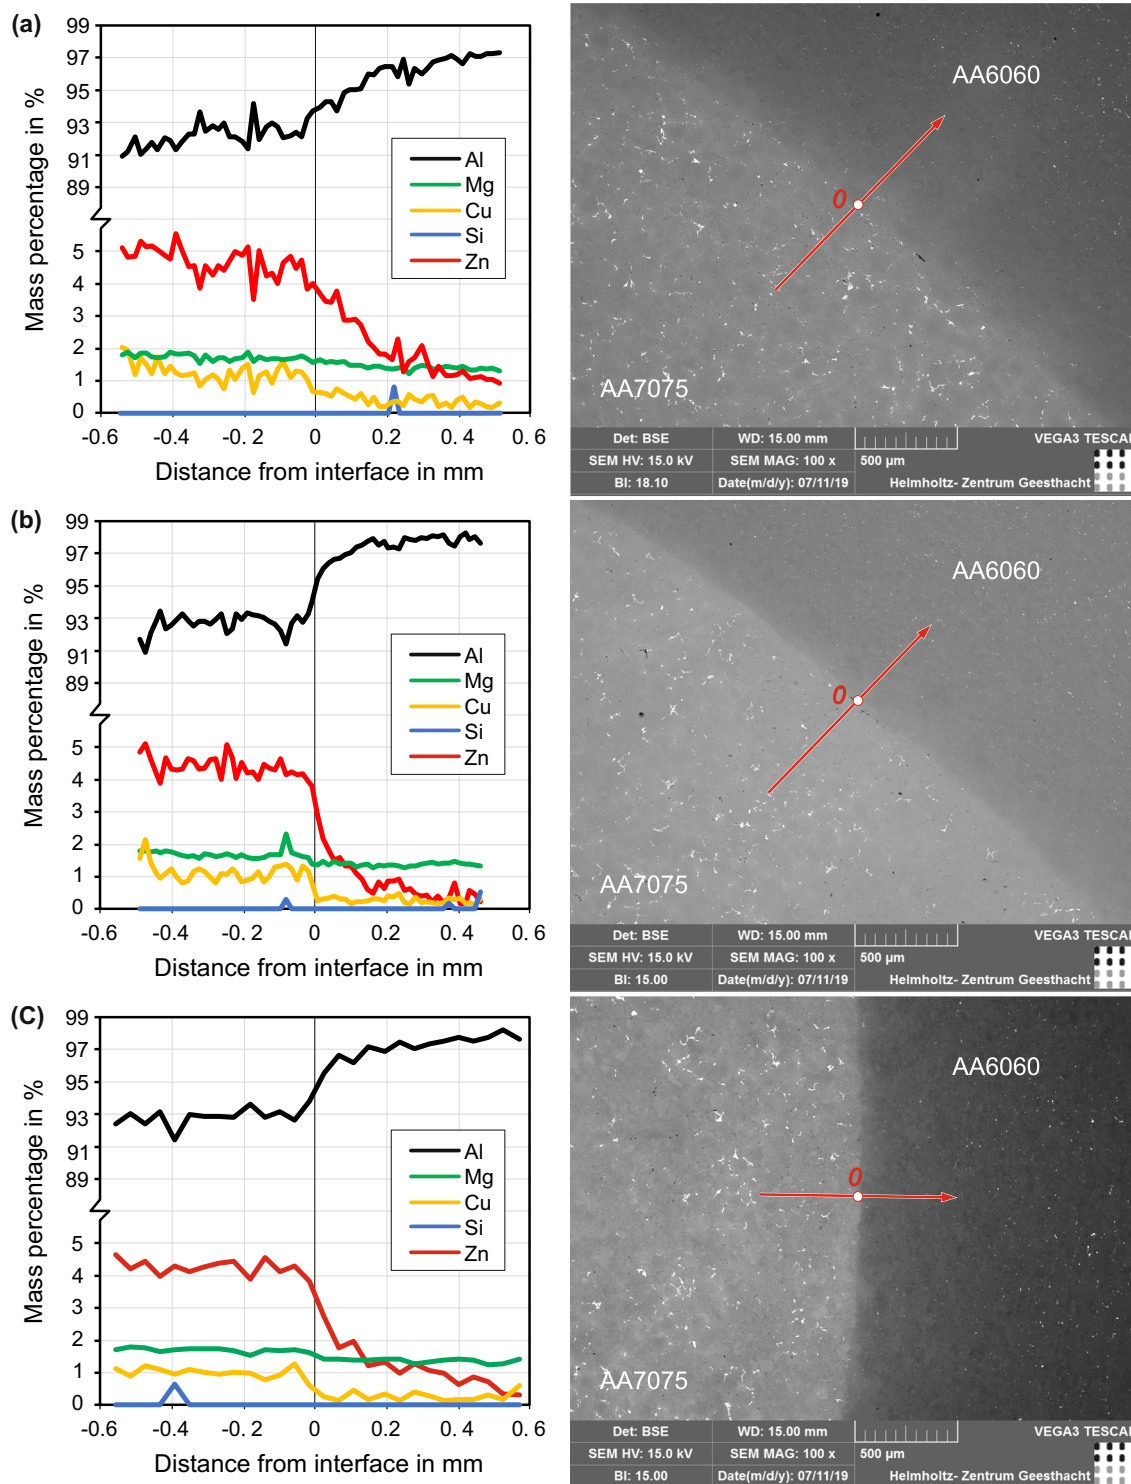 (a)
Mass percentage in %
99
97
95
93
91
89
5
4
3
2
1
0
Al
Mg
Cu
Si
Zn
-0.6 -0.4 -0.2 0 0.2 0.4 0. 6
Distance from interface in mm
AA6060
0
AA7075
Det: BSE WD: 15.00 mm VEGA3 TESCAN
SEM HV: 15.0 kV SEM MAG: 100 x 500 µm
BI: 18.10 Date(m/d/y): 07/11/19 Helmholtz- Zentrum Geesthacht
(b)
Mass percentage in %
99
97
95
93
91
89
5
4
3
2
1
0
Al
Mg
Cu
Si
Zn
-0.6 -0.4 -0.2 0 0.2 0.4 0. 6
Distance from interface in mm
AA6060
0
AA7075
Det: BSE WD: 15.00 mm VEGA3 TESCAN
SEM HV: 15.0 kV SEM MAG: 100 x 500 µm
BI: 15.00 Date(m/d/y): 07/11/19 Helmholtz- Zentrum Geesthacht
(C)
Mass percentage in %
99
97
95
93
91
89
5
4
3
2
1
0
Al
Mg
Cu
Si
Zn
-0.6 -0.4 -0.2 0 0. 2 0.4 0.6
Distance from interface in mm
AA6060
0
AA7075
Det: BSE WD: 15.00 mm VEGA3 TESCAN
SEM HV: 15.0 kV SEM MAG: 100 x 500 µm
BI: 15.00 Date(m/d/y): 07/11/19 Helmholtz- Zentrum Geesthacht